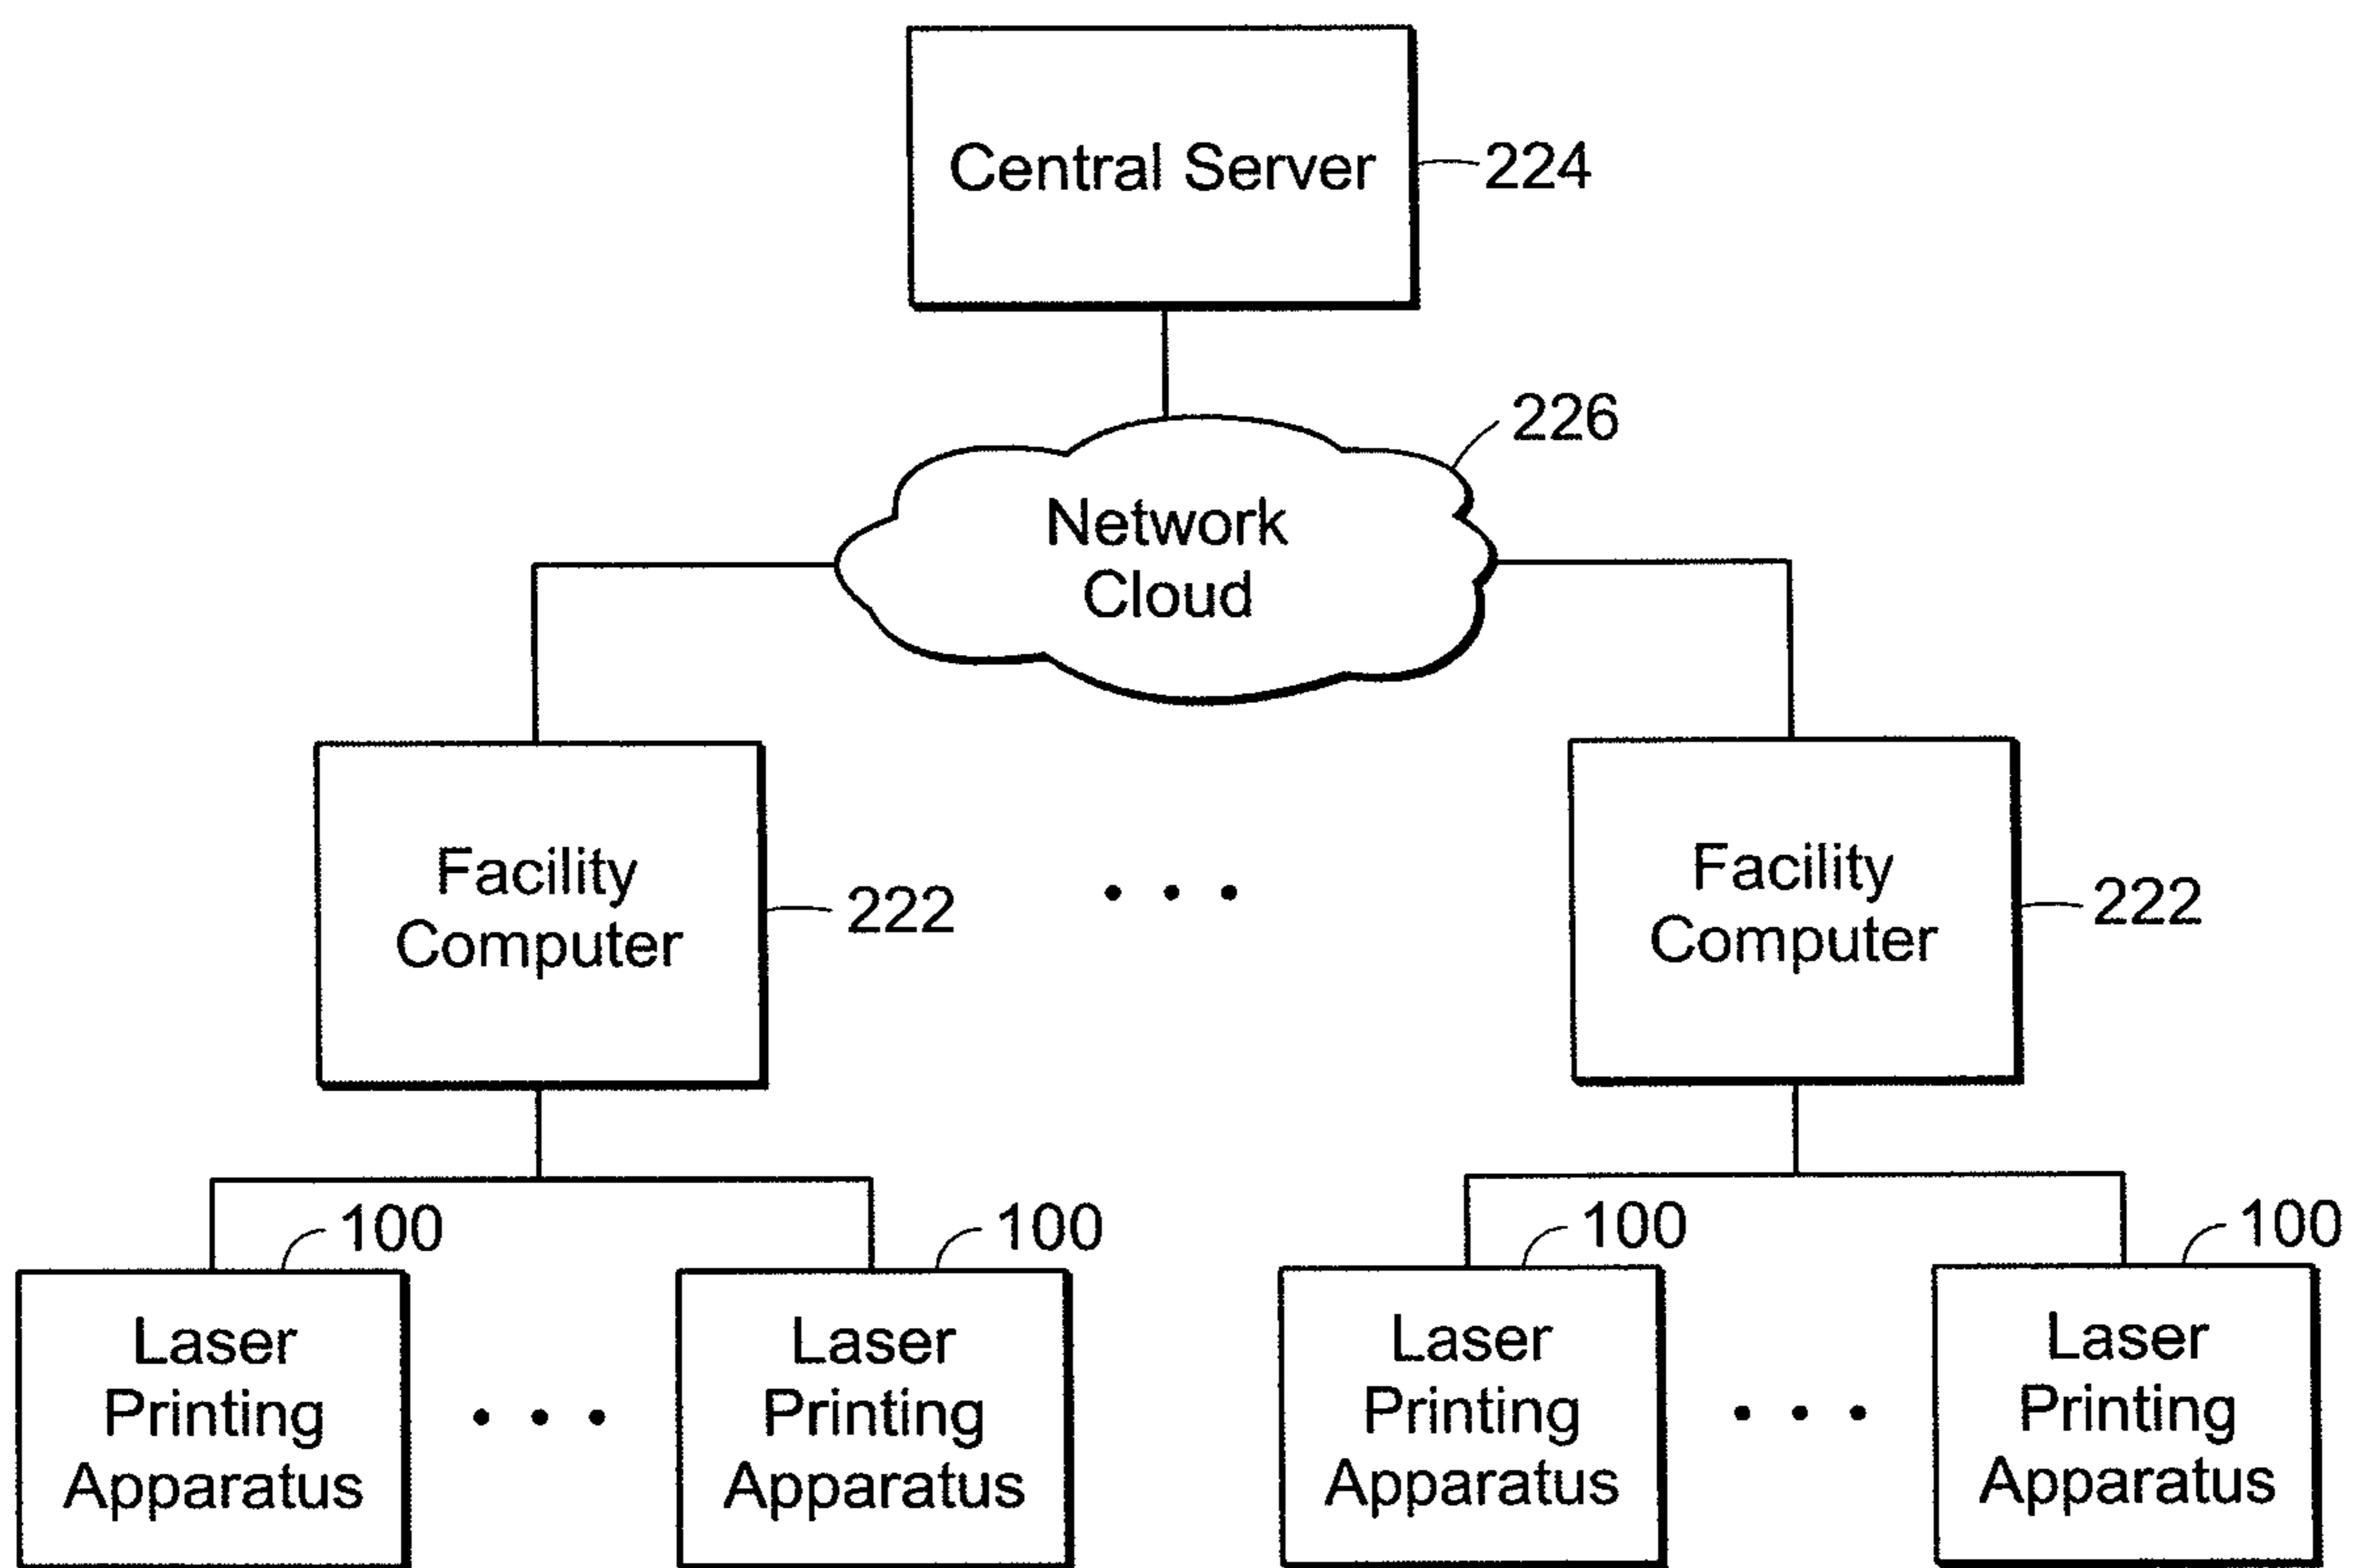 Central Server
224
226
Network
Cloud
Facility
Computer
222
• • •
Facility
Computer
222
100
Laser
Printing
Apparatus
• • •
100
Laser
Printing
Apparatus
100
Laser
Printing
Apparatus
• • •
100
Laser
Printing
Apparatus